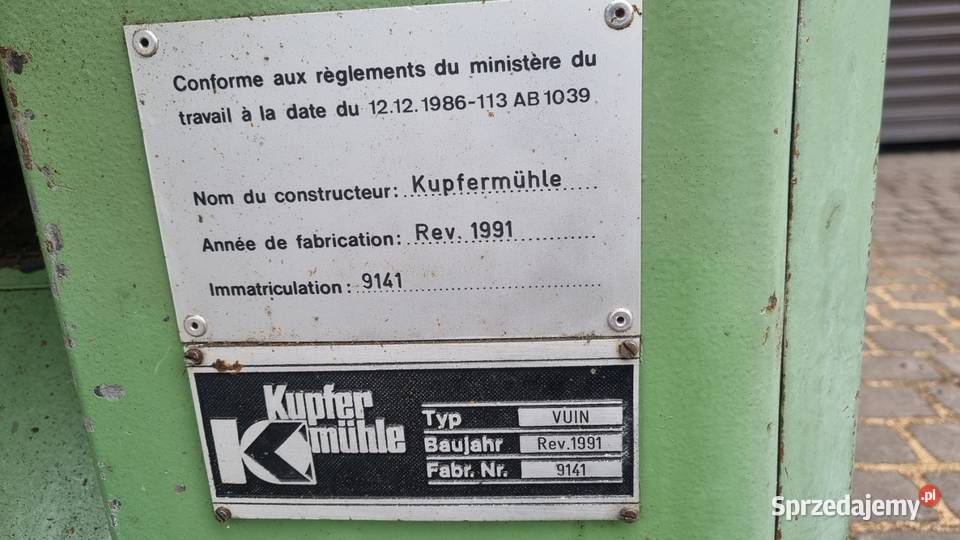 Conforme aux règlements du ministère du
travail à la date du 12.12.1986-113 AB 1039
Nom du constructeur: Kupfermühle
Année de fabrication: Rev. 1991
Immatriculation: 9141
Kupfer
mühle
Typ VUIN
Baujahr Rev.1991
Fabr. Nr. 9141
Sprzedajemy.pl